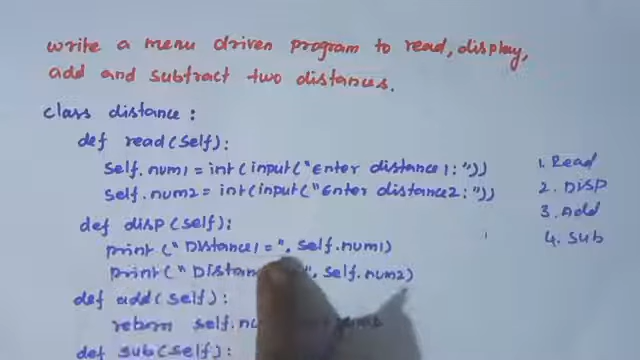 write a menu driven program to read, display,
add and subtract two distances.
class distance:
def read(self):
self.num1 = int(input("Enter distance1:"))
self.num2 = int(input("Enter distance2:"))
def disp(self):
print("Distance1 =", self.num1)
print(" ", self.num2)
def add(self):
return
def sub(self):
1. Read
2. Disp
3. Add
4. Sub